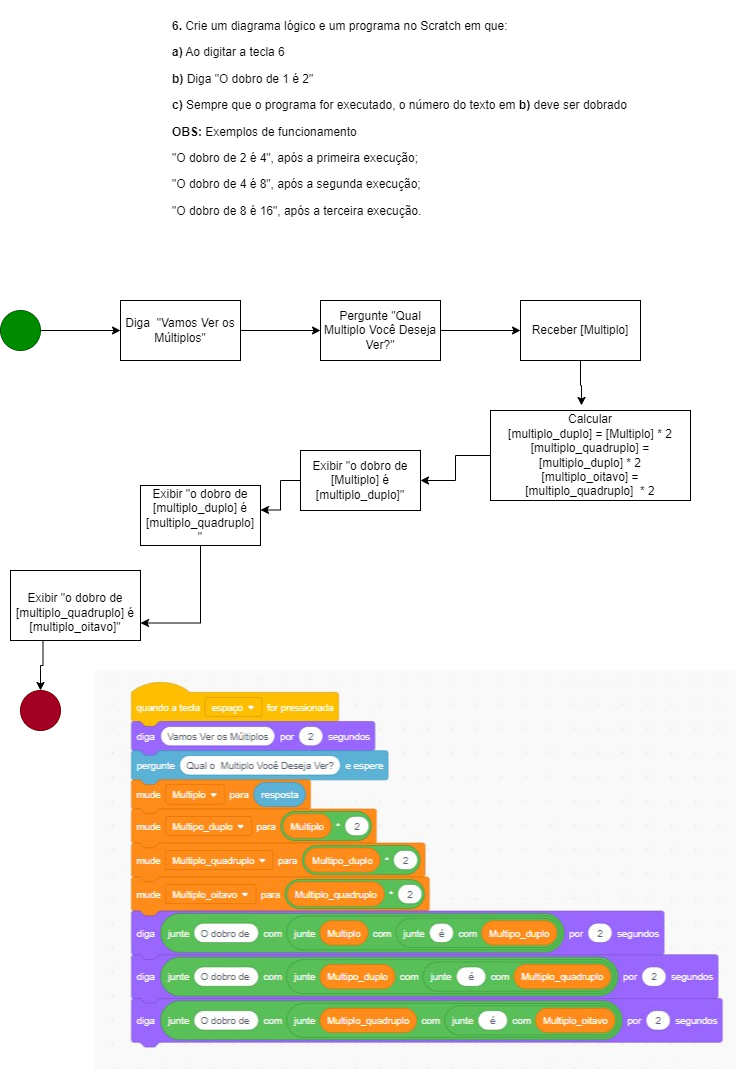 6. Crie um diagrama lógico e um programa no Scratch em que:
a) Ao digitar a tecla 6
b) Diga "O dobro de 1 é 2"
c) Sempre que o programa for executado, o número do texto em b) deve ser dobrado
OBS: Exemplos de funcionamento
"O dobro de 2 é 4", após a primeira execução;
"O dobro de 4 é 8", após a segunda execução;
"O dobro de 8 é 16", após a terceira execução.
Diga "Vamos Ver os
Múltiplos"
Pergunte "Qual
Multiplo Você Deseja
Ver?"
Receber [Multiplo]
Calcular
[multiplo_duplo] = [Multiplo] * 2
[multiplo_quadruplo] =
[multiplo_duplo] * 2
[multiplo_oitavo] =
[multiplo_quadruplo] * 2
Exibir "o dobro de
[Multiplo] é
[multiplo_duplo]"
Exibir "o dobro de
[multiplo_duplo] é
[multiplo_quadruplo]
"
Exibir "o dobro de
[multiplo_quadruplo] é
[multiplo_oitavo]"
quando a tecla espaço for pressionada
diga Vamos Ver os Múltiplos por 2 segundos
pergunte Qual o Multiplo Você Deseja Ver? e espere
mude Multiplo para resposta
mude Multipo_duplo para Multiplo * 2
mude Multiplo_quadruplo para Multipo_duplo * 2
mude Multiplo_oitavo para Multiplo_quadruplo * 2
diga junte O dobro de com junte Multiplo com junte é com Multipo_duplo por 2 segundos
diga junte O dobro de com junte Multipo_duplo com junte é com Multiplo_quadruplo por 2 segundos
diga junte O dobro de com junte Multiplo_quadruplo com junte é com Multiplo_oitavo por 2 segundos